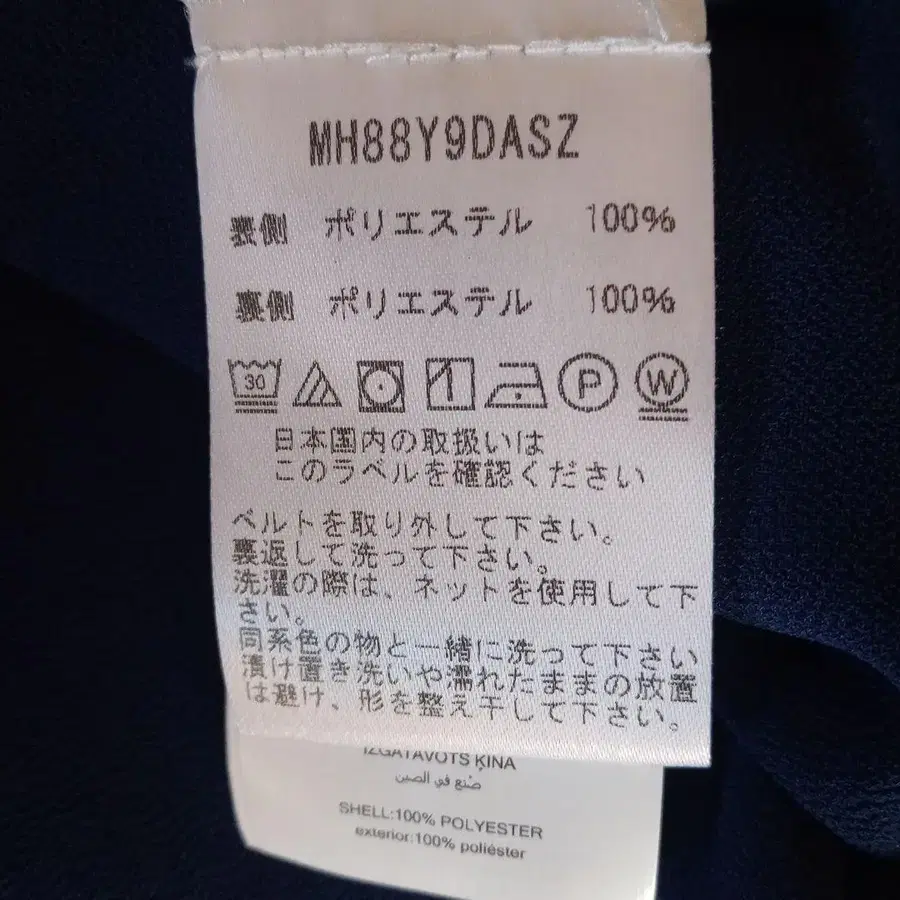 MH88Y9DASZ
表側 ポリエステル 100%
裏側 ポリエステル 100%
30 P W
日本国内の取扱いは
このラベルを確認ください
ベルトを取り外して下さい。
裏返して洗って下さい。
洗濯の際は、ネットを使用して下
さい。
同系色の物と一緒に洗って下さい
漬け置き洗いや濡れたままの放置
は避け、形を整え干して下さい。
IZGATAVOTS ĶINA
صُنع في الصين
SHELL:100% POLYESTER
exterior:100% poliéster